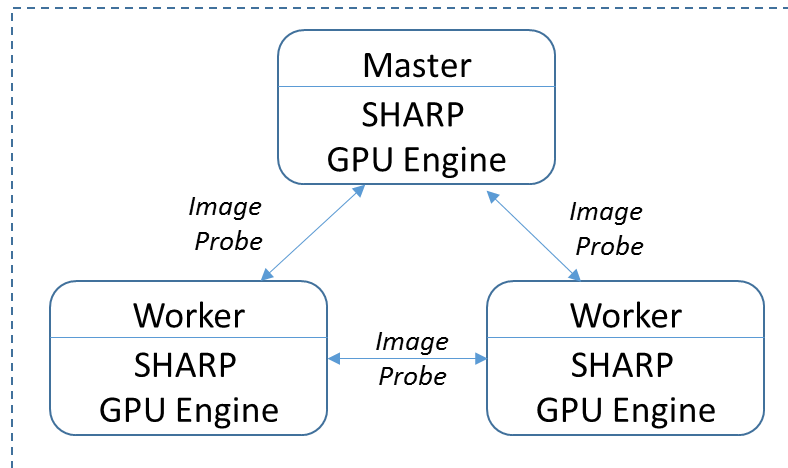 Master
SHARP
GPU Engine
Image
Probe
Image
Probe
Worker
SHARP
GPU Engine
Image
Probe
Worker
SHARP
GPU Engine